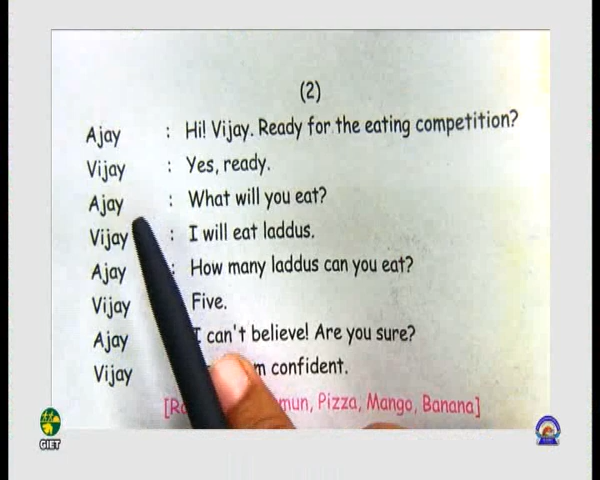 (2)
Ajay : Hi! Vijay. Ready for the eating competition?
Vijay : Yes, ready.
Ajay : What will you eat?
Vijay : I will eat laddus.
Ajay : How many laddus can you eat?
Vijay Five.
Ajay I can't believe! Are you sure?
Vijay confident.
Pizza, Mango, Banana]
GIET